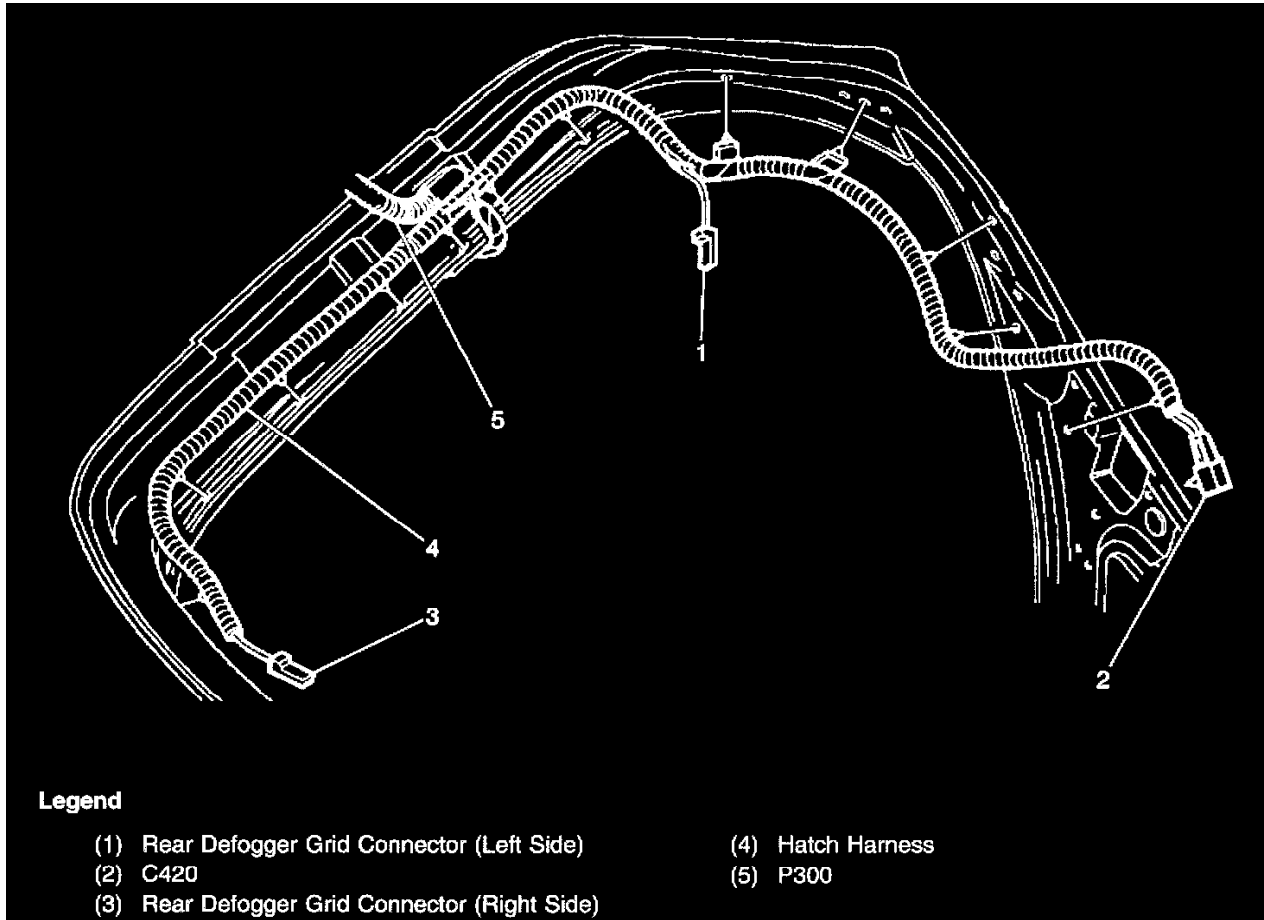 1
5
4
3
2
Legend
(1) Rear Defogger Grid Connector (Left Side)
(2) C420
(3) Rear Defogger Grid Connector (Right Side)
(4) Hatch Harness
(5) P300